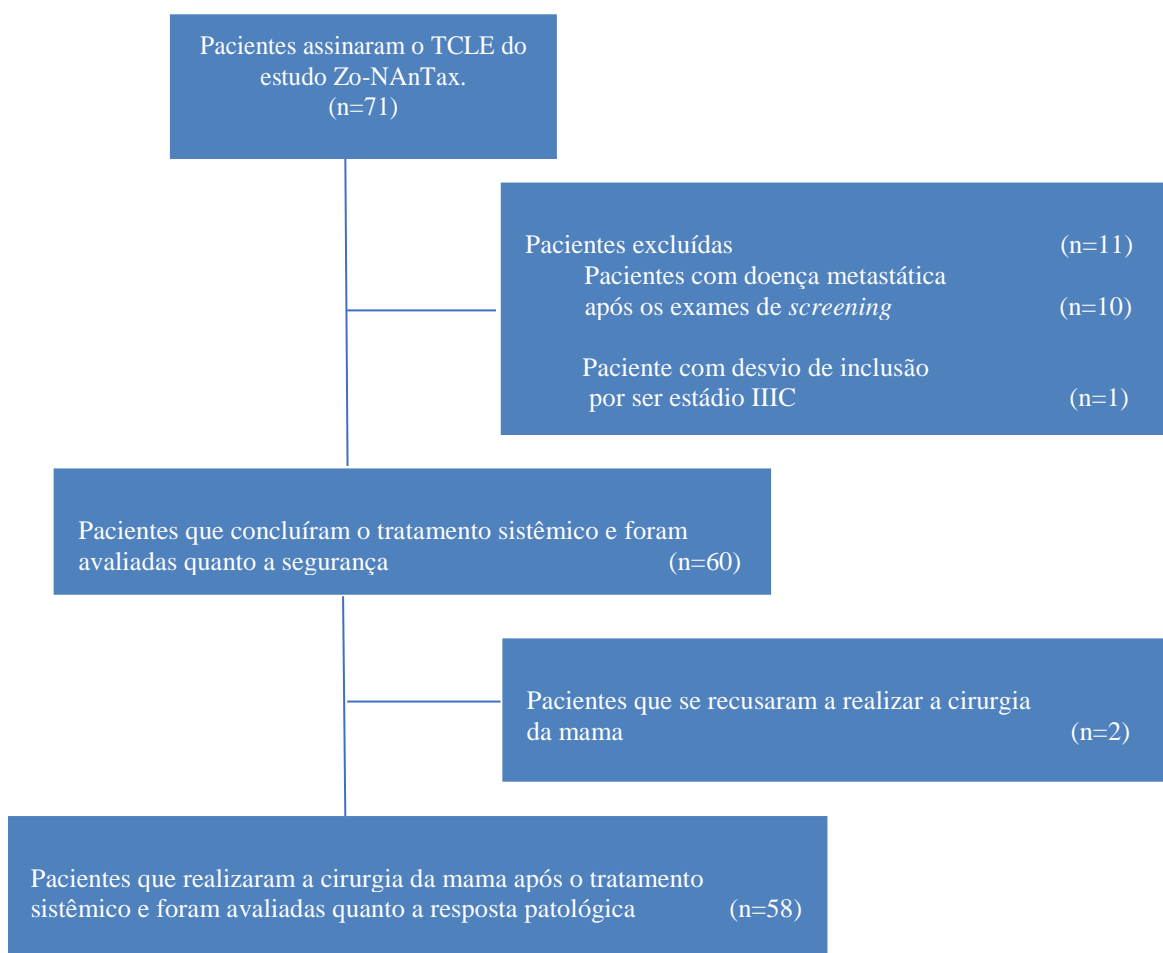 Pacientes assinaram o TCLE do
estudo Zo-NAnTax.
(n=71)
Pacientes excluídas (n=11)
Pacientes com doença metastática
após os exames de screening (n=10)
Paciente com desvio de inclusão
por ser estádio IIIC (n=1)
Pacientes que concluíram o tratamento sistêmico e foram
avaliadas quanto a segurança (n=60)
Pacientes que se recusaram a realizar a cirurgia
da mama (n=2)
Pacientes que realizaram a cirurgia da mama após o tratamento
sistêmico e foram avaliadas quanto a resposta patológica (n=58)